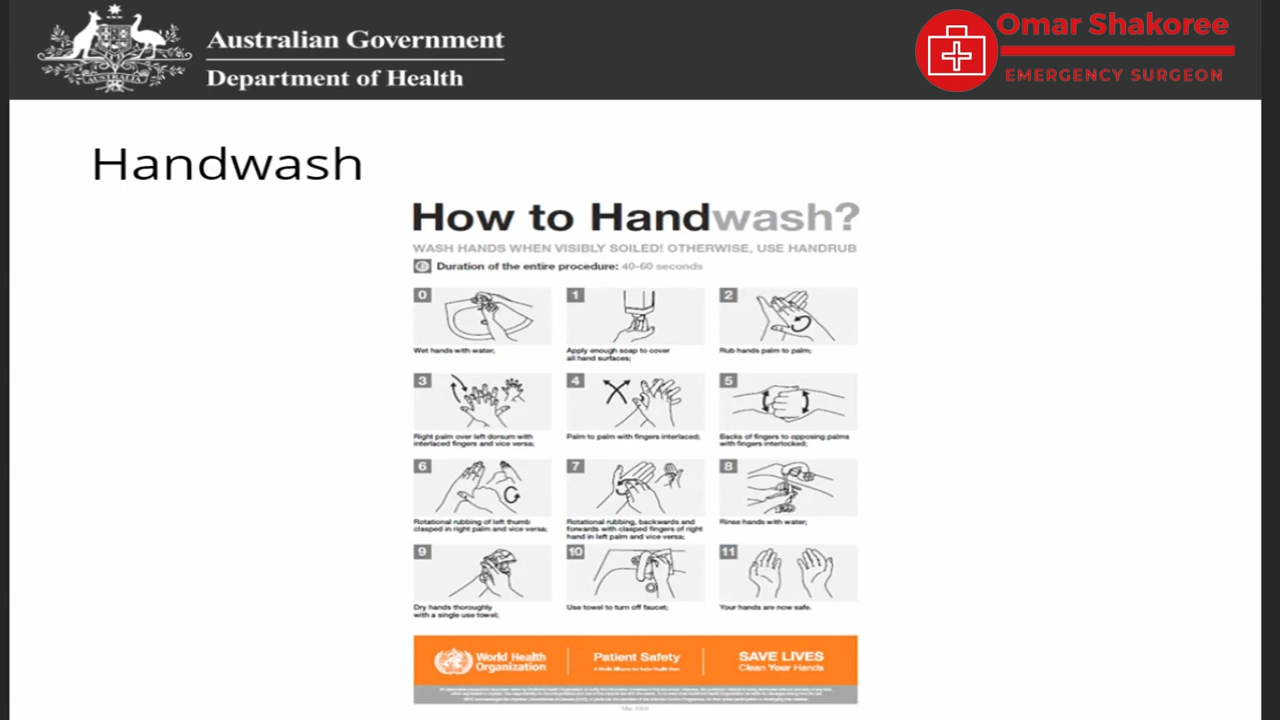 Australian Government
Department of Health
Omar Shakoree
EMERGENCY SURGEON
Handwash
How to Handwash?
WASH HANDS WHEN VISIBLY SOILED! OTHERWISE, USE HANDRUB
Duration of the entire procedure: 40-60 seconds
0
1
2
Wet hands with water;
Apply enough soap to cover
all hand surfaces;
Rub hands palm to palm;
3
4
5
Right palm over left dorsum with
interlaced fingers and vice versa;
Palm to palm with fingers interlaced;
Backs of fingers to opposing palms
with fingers interlocked;
6
7
8
Rotational rubbing of left thumb
clasped in right palm and vice versa;
Rotational rubbing, backwards and
forwards with clasped fingers of right
hand in left palm and vice versa;
Rinse hands with water;
9
10
11
Dry hands thoroughly
with a single use towel;
Use towel to turn off faucet;
Your hands are now safe.
World Health
Organization
Patient Safety
SAVE LIVES
Clean Your Hands